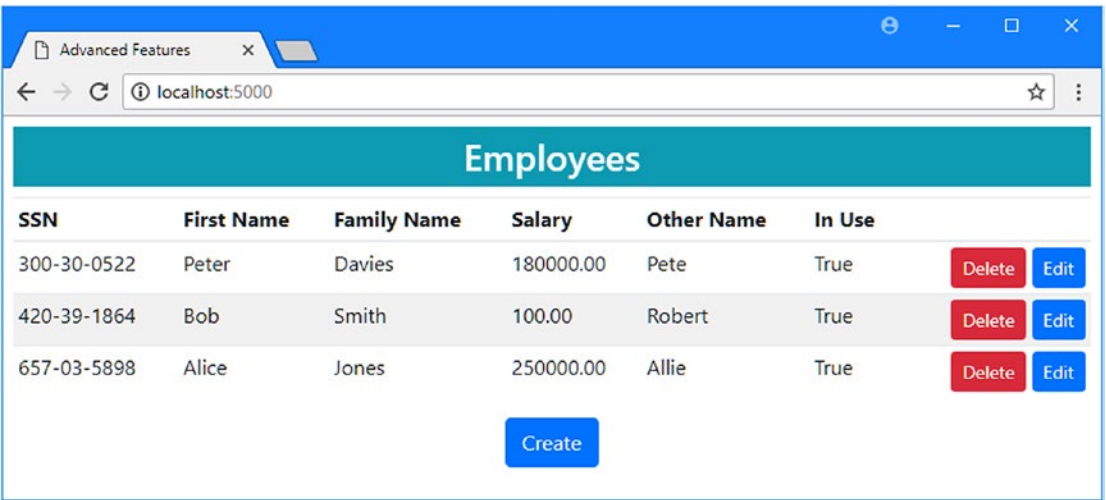 Advanced Features
localhost:5000
Employees
SSN First Name Family Name Salary Other Name In Use
300-30-0522 Peter Davies 180000.00 Pete True Delete Edit
420-39-1864 Bob Smith 100.00 Robert True Delete Edit
657-03-5898 Alice Jones 250000.00 Allie True Delete Edit
Create